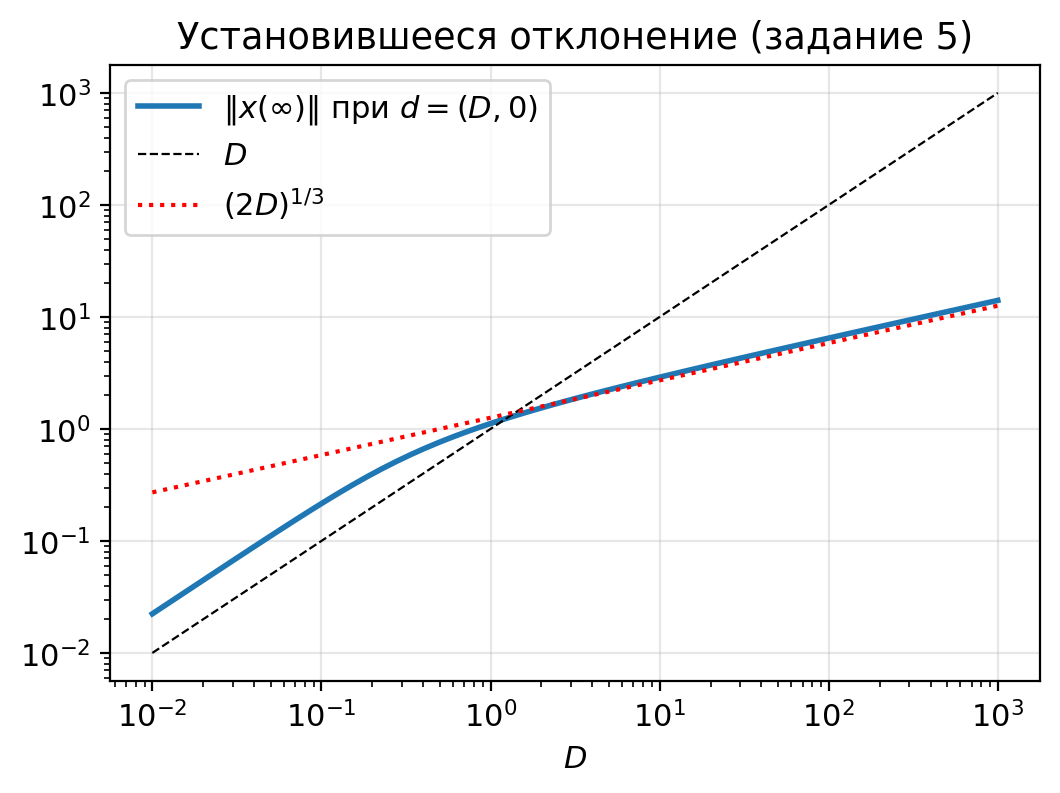 Установившееся отклонение (задание 5)
‖x(∞)‖ при d = (D, 0)
D
(2D)^{1/3}
10^3
10^2
10^1
10^0
10^{-1}
10^{-2}
10^{-2} 10^{-1} 10^0 10^1 10^2 10^3
D